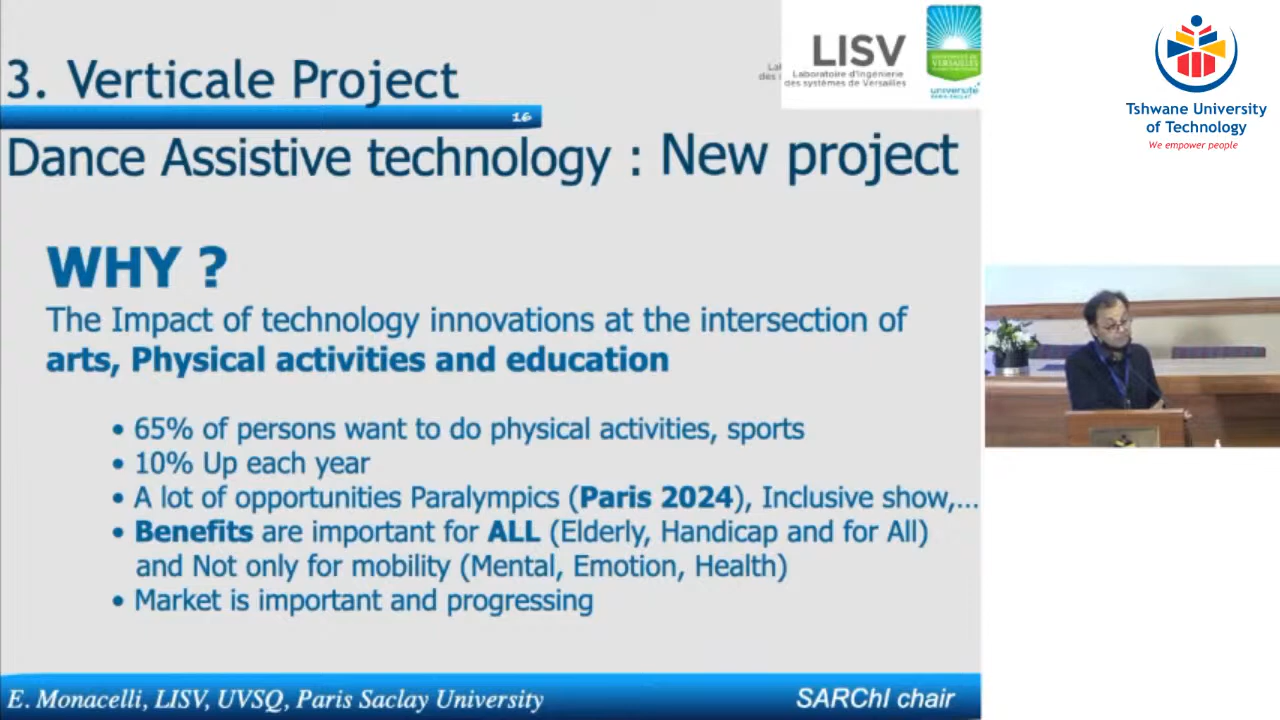 3. Verticale Project
16
LISV
Laboratoire d'ingénierie
des systèmes de Versailles
université
PARIS-SACLAY
Tshwane University
of Technology
We empower people
Dance Assistive technology : New project
WHY ?
The Impact of technology innovations at the intersection of
arts, Physical activities and education
• 65% of persons want to do physical activities, sports
• 10% Up each year
• A lot of opportunities Paralympics (Paris 2024), Inclusive show,...
• Benefits are important for ALL (Elderly, Handicap and for All)
and Not only for mobility (Mental, Emotion, Health)
• Market is important and progressing
E. Monacelli, LISV, UVSQ, Paris Saclay University
SARChI chair